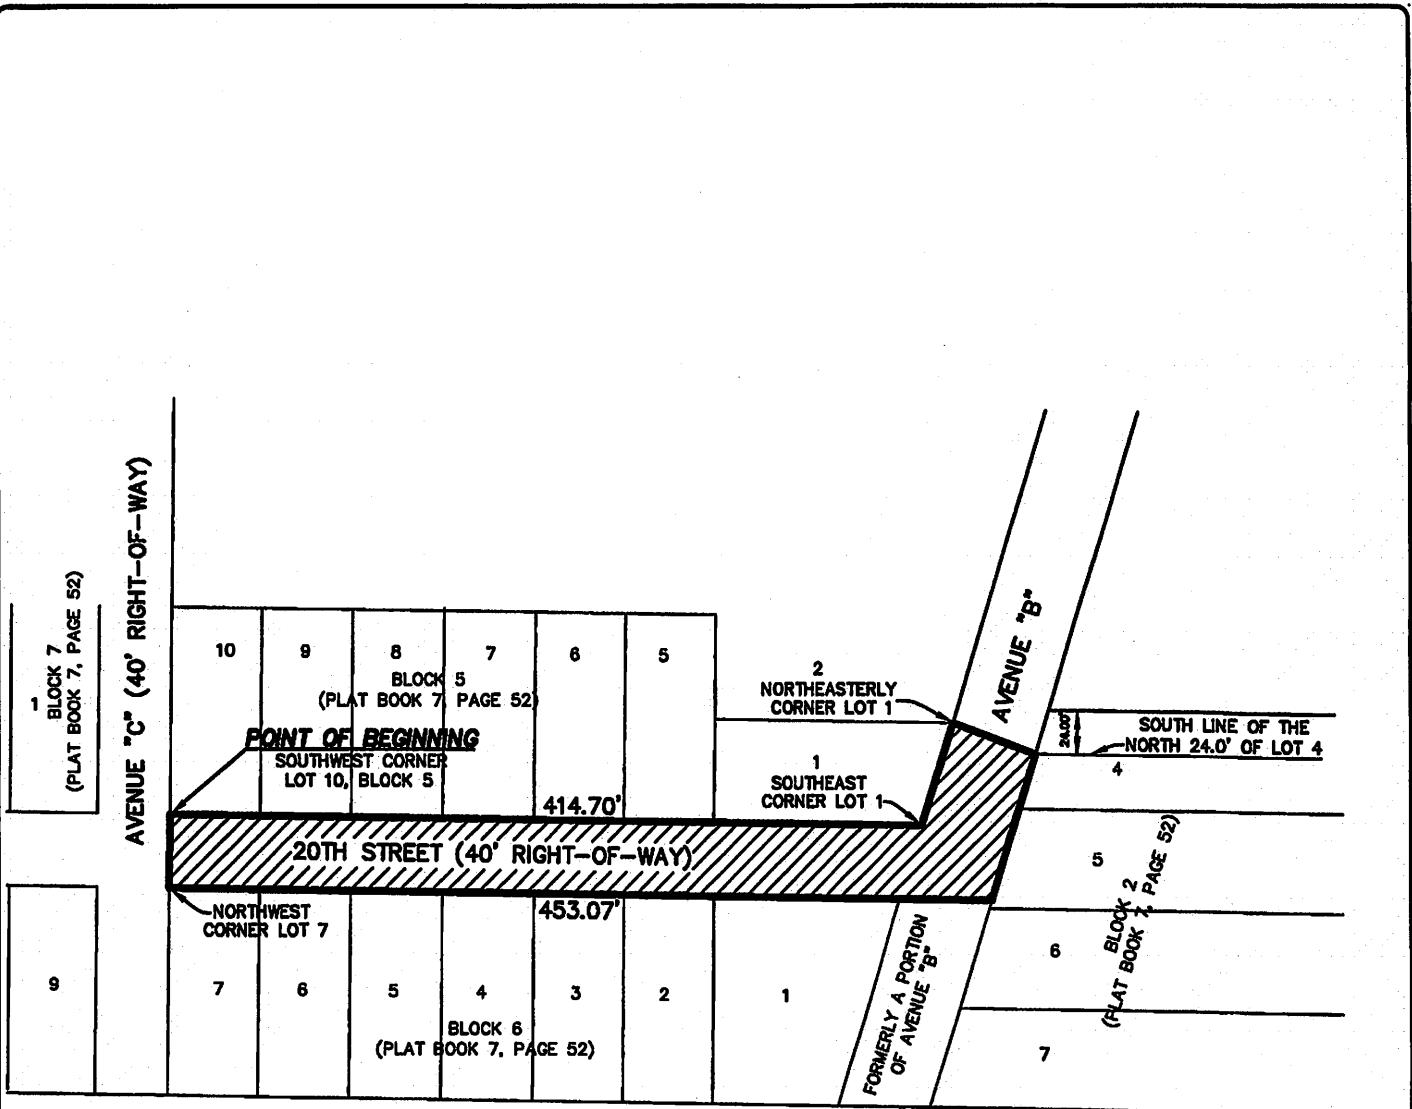 AVENUE "C" (40' RIGHT-OF-WAY)
1
BLOCK 7
(PLAT BOOK 7, PAGE 52)
10
9
8
7
6
5
BLOCK 5
(PLAT BOOK 7, PAGE 52)
2
NORTHEASTERLY
CORNER LOT 1
AVENUE "B"
24.00'
SOUTH LINE OF THE
NORTH 24.0' OF LOT 4
POINT OF BEGINNING
SOUTHWEST CORNER
LOT 10, BLOCK 5
1
SOUTHEAST
CORNER LOT 1
4
414.70'
20TH STREET (40' RIGHT-OF-WAY)
453.07'
5
BLOCK 2
(PLAT BOOK 7, PAGE 52)
NORTHWEST
CORNER LOT 7
FORMERLY A PORTION
OF AVENUE "B"
6
9
7
6
5
4
3
2
1
BLOCK 6
(PLAT BOOK 7, PAGE 52)
7